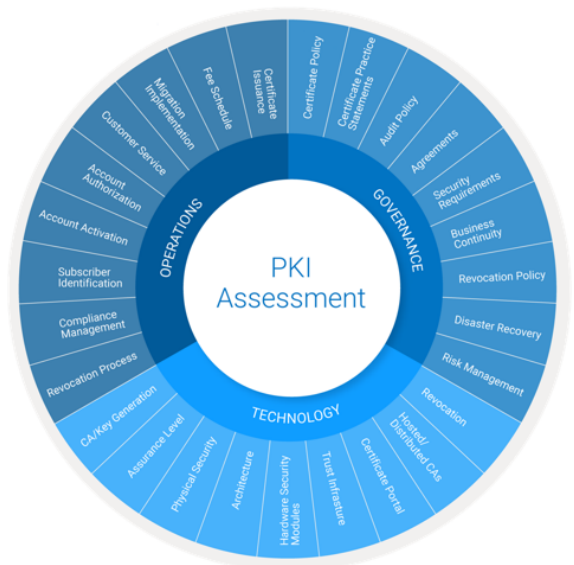 PKI
Assessment
GOVERNANCE
Certificate Policy
Certificate Practice
Statements
Audit Policy
Agreements
Security
Requirements
Business
Continuity
Revocation Policy
Disaster Recovery
Risk Management
TECHNOLOGY
Revocation
Hosted/
Distributed CAs
Certificate Portal
Trust Infrasture
Hardware Security
Modules
Architecture
Physical Security
Assurance Level
CA/Key Generation
OPERATIONS
Revocation Process
Compliance
Management
Subscriber
Identification
Account Activation
Account
Authorization
Customer Service
Migration
Implementation
Fee Schedule
Certificate
Issuance